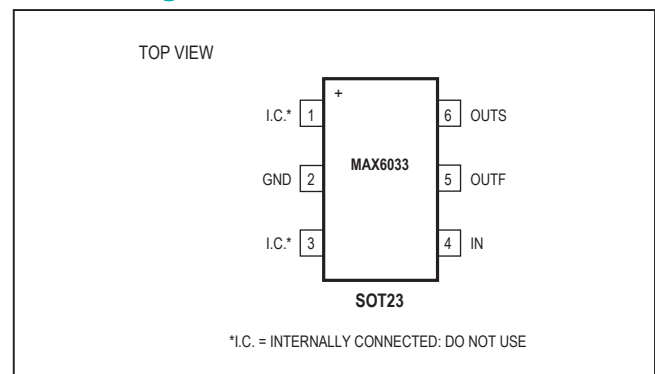 TOP VIEW
+
I.C.* 1 6 OUTS
MAX6033
GND 2 5 OUTF
I.C.* 3 4 IN
SOT23
*I.C. = INTERNALLY CONNECTED: DO NOT USE